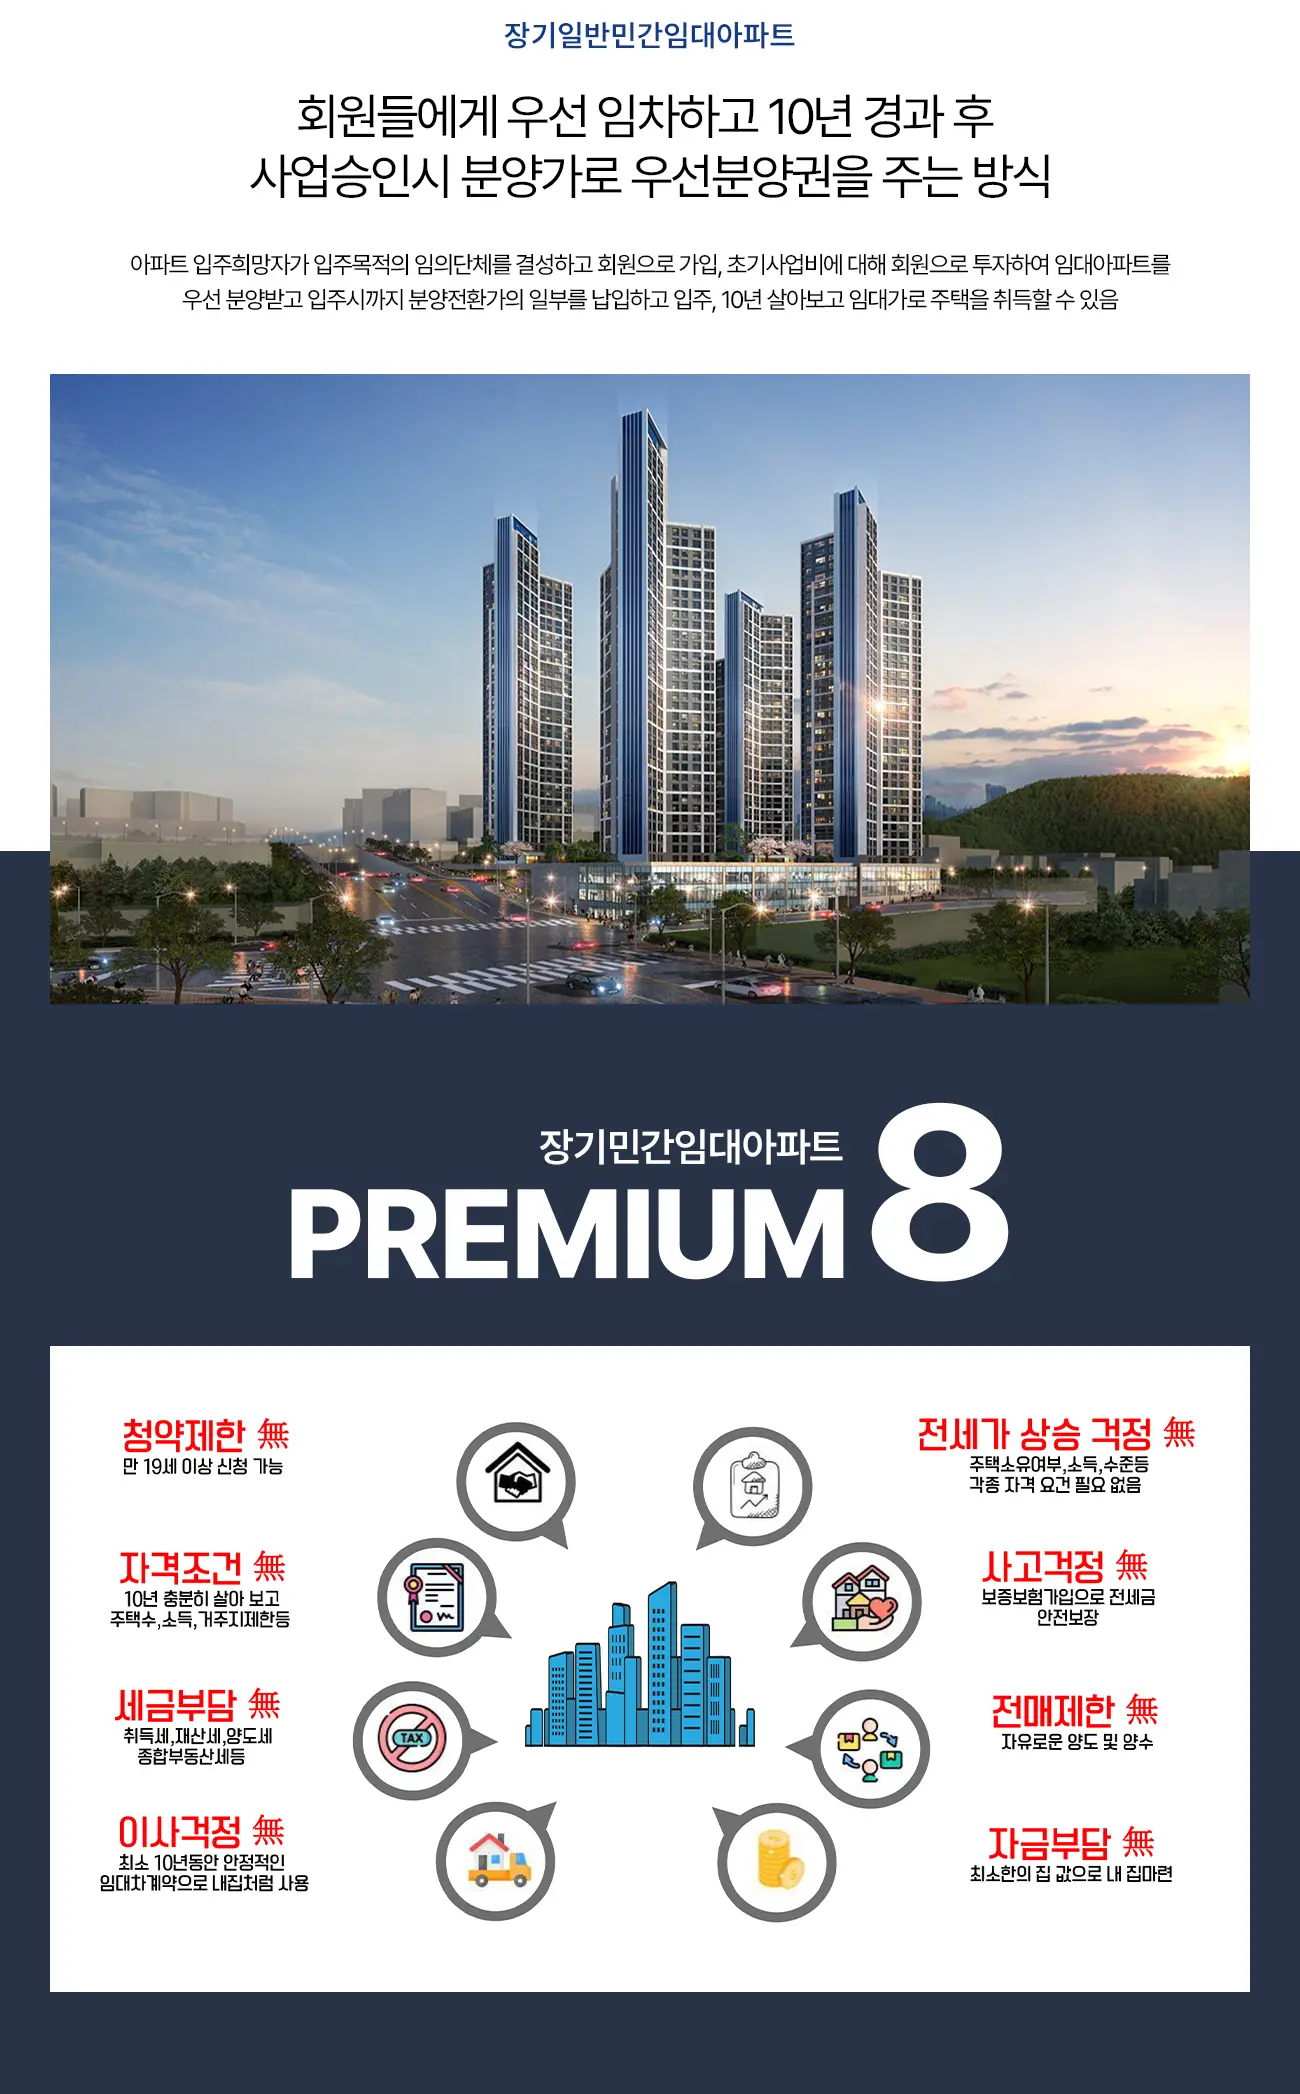 장기일반민간임대아파트
회원들에게 우선 임차하고 10년 경과 후
사업승인시 분양가로 우선분양권을 주는 방식
아파트 입주희망자가 입주목적의 임의단체를 결성하고 회원으로 가입, 초기사업비에 대해 회원으로 투자하여 임대아파트를
우선 분양받고 입주시까지 분양전환가의 일부를 납입하고 입주, 10년 살아보고 임대가로 주택을 취득할 수 있음
장기민간임대아파트
PREMIUM 8
청약제한 無
만 19세 이상 신청 가능
자격조건 無
10년 충분히 살아 보고
주택수,소득,거주지제한등
세금부담 無
취득세,재산세,양도세
종합부동산세등
TAX
이사걱정 無
최소 10년동안 안정적인
임대차계약으로 내집처럼 사용
전세가 상승 걱정 無
주택소유여부,소득,수준등
각종 자격 요건 필요 없음
사고걱정 無
보증보험가입으로 전세금
안전보장
전매제한 無
자유로운 양도 및 양수
자금부담 無
최소한의 집 값으로 내 집마련